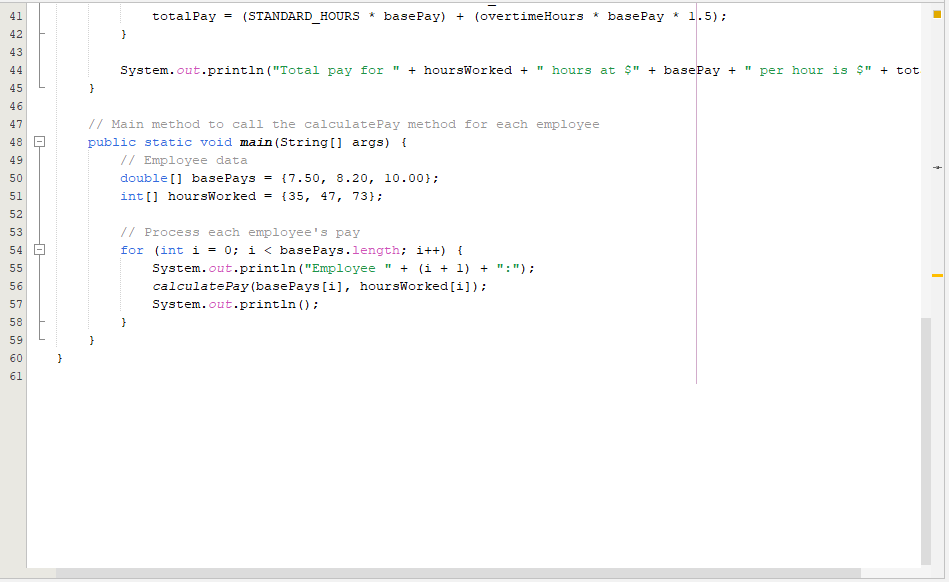 41 totalPay = (STANDARD_HOURS * basePay) + (overtimeHours * basePay * 1.5);
42 }
43
44 System.out.println("Total pay for " + hoursWorked + " hours at $" + basePay + " per hour is $" + tot
45 }
46
47 // Main method to call the calculatePay method for each employee
48 public static void main(String[] args) {
49 // Employee data
50 double[] basePays = {7.50, 8.20, 10.00};
51 int[] hoursWorked = {35, 47, 73};
52
53 // Process each employee's pay
54 for (int i = 0; i < basePays.length; i++) {
55 System.out.println("Employee " + (i + 1) + ":");
56 calculatePay(basePays[i], hoursWorked[i]);
57 System.out.println();
58 }
59 }
60 }
61